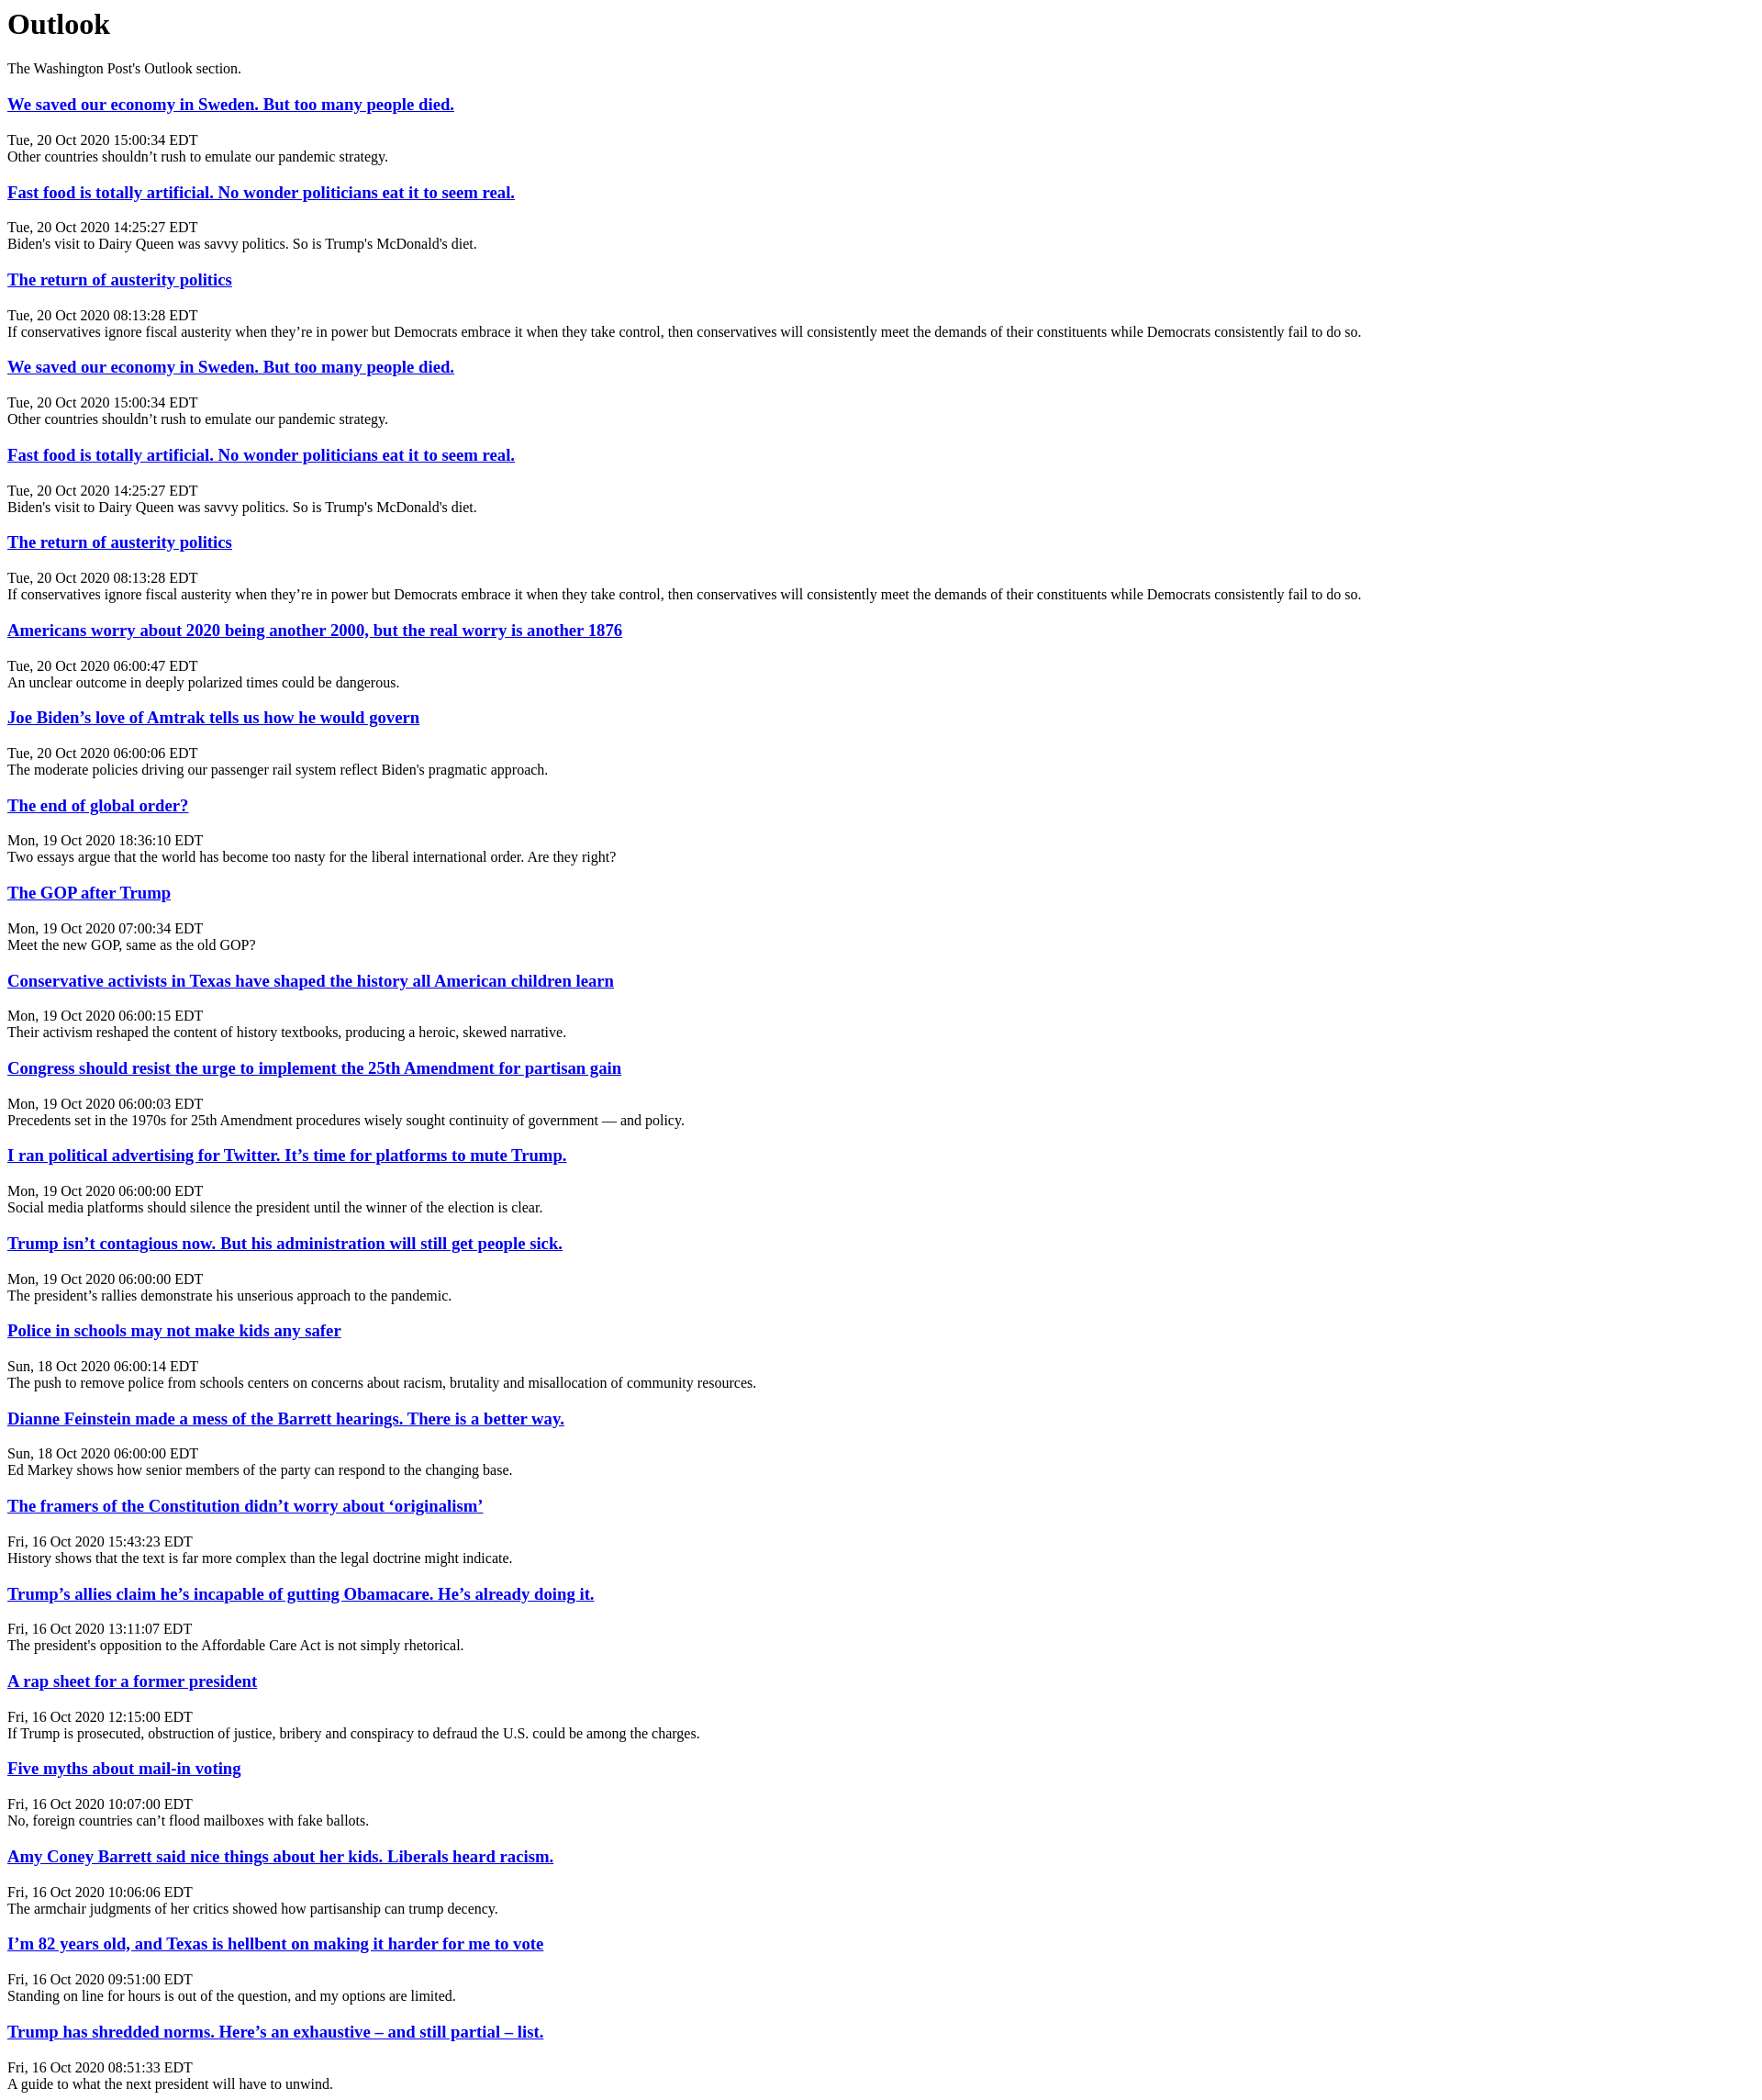 Outlook
The Washington Post's Outlook section.
We saved our economy in Sweden. But too many people died.
Tue, 20 Oct 2020 15:00:34 EDT
Other countries shouldn’t rush to emulate our pandemic strategy.
Fast food is totally artificial. No wonder politicians eat it to seem real.
Tue, 20 Oct 2020 14:25:27 EDT
Biden's visit to Dairy Queen was savvy politics. So is Trump's McDonald's diet.
The return of austerity politics
Tue, 20 Oct 2020 08:13:28 EDT
If conservatives ignore fiscal austerity when they’re in power but Democrats embrace it when they take control, then conservatives will consistently meet the demands of their constituents while Democrats consistently fail to do so.
We saved our economy in Sweden. But too many people died.
Tue, 20 Oct 2020 15:00:34 EDT
Other countries shouldn’t rush to emulate our pandemic strategy.
Fast food is totally artificial. No wonder politicians eat it to seem real.
Tue, 20 Oct 2020 14:25:27 EDT
Biden's visit to Dairy Queen was savvy politics. So is Trump's McDonald's diet.
The return of austerity politics
Tue, 20 Oct 2020 08:13:28 EDT
If conservatives ignore fiscal austerity when they’re in power but Democrats embrace it when they take control, then conservatives will consistently meet the demands of their constituents while Democrats consistently fail to do so.
Americans worry about 2020 being another 2000, but the real worry is another 1876
Tue, 20 Oct 2020 06:00:47 EDT
An unclear outcome in deeply polarized times could be dangerous.
Joe Biden’s love of Amtrak tells us how he would govern
Tue, 20 Oct 2020 06:00:06 EDT
The moderate policies driving our passenger rail system reflect Biden's pragmatic approach.
The end of global order?
Mon, 19 Oct 2020 18:36:10 EDT
Two essays argue that the world has become too nasty for the liberal international order. Are they right?
The GOP after Trump
Mon, 19 Oct 2020 07:00:34 EDT
Meet the new GOP, same as the old GOP?
Conservative activists in Texas have shaped the history all American children learn
Mon, 19 Oct 2020 06:00:15 EDT
Their activism reshaped the content of history textbooks, producing a heroic, skewed narrative.
Congress should resist the urge to implement the 25th Amendment for partisan gain
Mon, 19 Oct 2020 06:00:03 EDT
Precedents set in the 1970s for 25th Amendment procedures wisely sought continuity of government — and policy.
I ran political advertising for Twitter. It’s time for platforms to mute Trump.
Mon, 19 Oct 2020 06:00:00 EDT
Social media platforms should silence the president until the winner of the election is clear.
Trump isn’t contagious now. But his administration will still get people sick.
Mon, 19 Oct 2020 06:00:00 EDT
The president’s rallies demonstrate his unserious approach to the pandemic.
Police in schools may not make kids any safer
Sun, 18 Oct 2020 06:00:14 EDT
The push to remove police from schools centers on concerns about racism, brutality and misallocation of community resources.
Dianne Feinstein made a mess of the Barrett hearings. There is a better way.
Sun, 18 Oct 2020 06:00:00 EDT
Ed Markey shows how senior members of the party can respond to the changing base.
The framers of the Constitution didn’t worry about ‘originalism’
Fri, 16 Oct 2020 15:43:23 EDT
History shows that the text is far more complex than the legal doctrine might indicate.
Trump’s allies claim he’s incapable of gutting Obamacare. He’s already doing it.
Fri, 16 Oct 2020 13:11:07 EDT
The president's opposition to the Affordable Care Act is not simply rhetorical.
A rap sheet for a former president
Fri, 16 Oct 2020 12:15:00 EDT
If Trump is prosecuted, obstruction of justice, bribery and conspiracy to defraud the U.S. could be among the charges.
Five myths about mail-in voting
Fri, 16 Oct 2020 10:07:00 EDT
No, foreign countries can’t flood mailboxes with fake ballots.
Amy Coney Barrett said nice things about her kids. Liberals heard racism.
Fri, 16 Oct 2020 10:06:06 EDT
The armchair judgments of her critics showed how partisanship can trump decency.
I’m 82 years old, and Texas is hellbent on making it harder for me to vote
Fri, 16 Oct 2020 09:51:00 EDT
Standing on line for hours is out of the question, and my options are limited.
Trump has shredded norms. Here’s an exhaustive – and still partial – list.
Fri, 16 Oct 2020 08:51:33 EDT
A guide to what the next president will have to unwind.